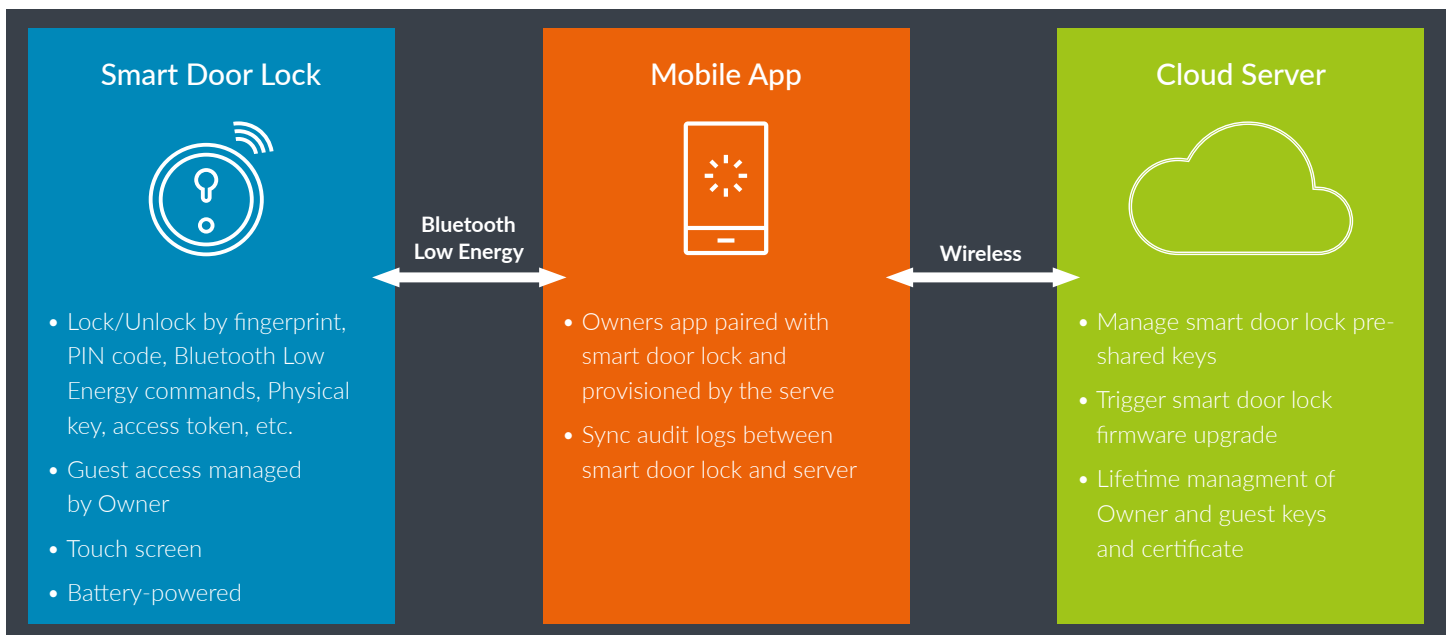 Smart Door Lock
• Lock/Unlock by fingerprint,
PIN code, Bluetooth Low
Energy commands, Physical
key, access token, etc.
• Guest access managed
by Owner
• Touch screen
• Battery-powered
Bluetooth
Low Energy
Mobile App
• Owners app paired with
smart door lock and
provisioned by the serve
• Sync audit logs between
smart door lock and server
Wireless
Cloud Server
• Manage smart door lock pre-
shared keys
• Trigger smart door lock
firmware upgrade
• Lifetime managment of
Owner and guest keys
and certificate